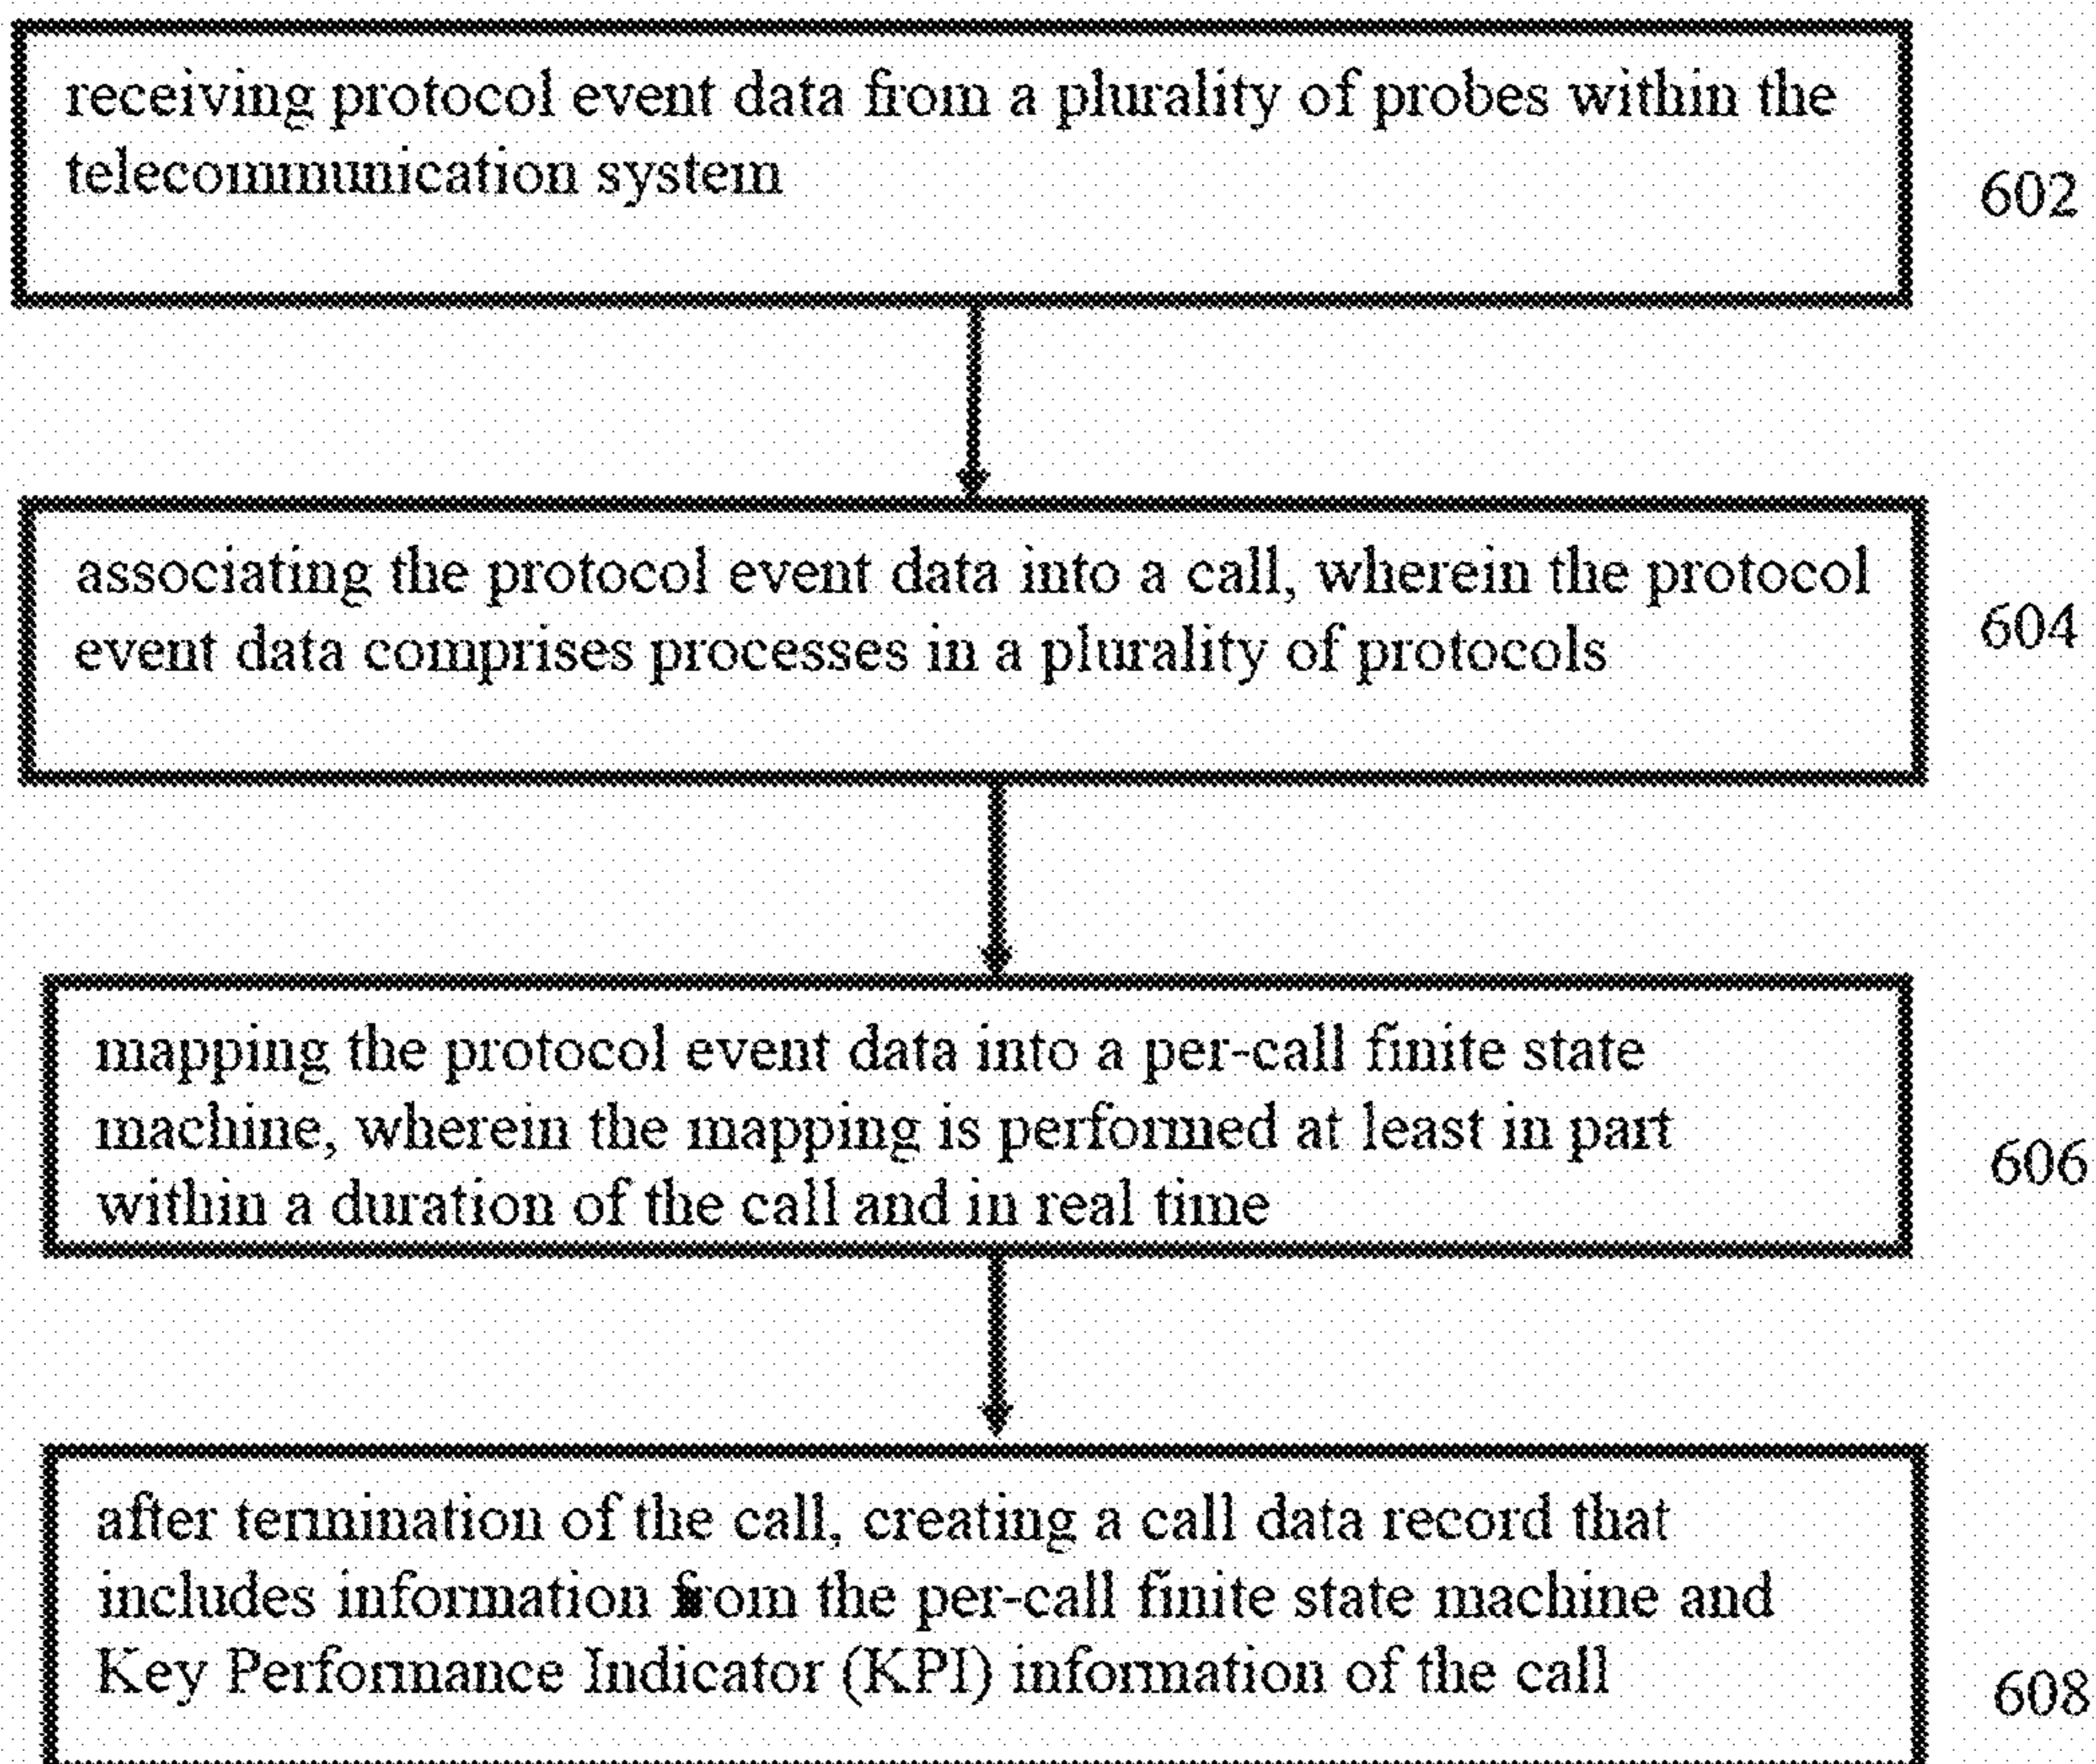 receiving protocol event data from a plurality of probes within the
telecommunication system
602
associating the protocol event data into a call, wherein the protocol
event data comprises processes in a plurality of protocols
604
mapping the protocol event data into a per-call finite state
machine, wherein the mapping is performed at least in part
within a duration of the call and in real time
606
after termination of the call, creating a call data record that
includes information from the per-call finite state machine and
Key Performance Indicator (KPI) information of the call
608